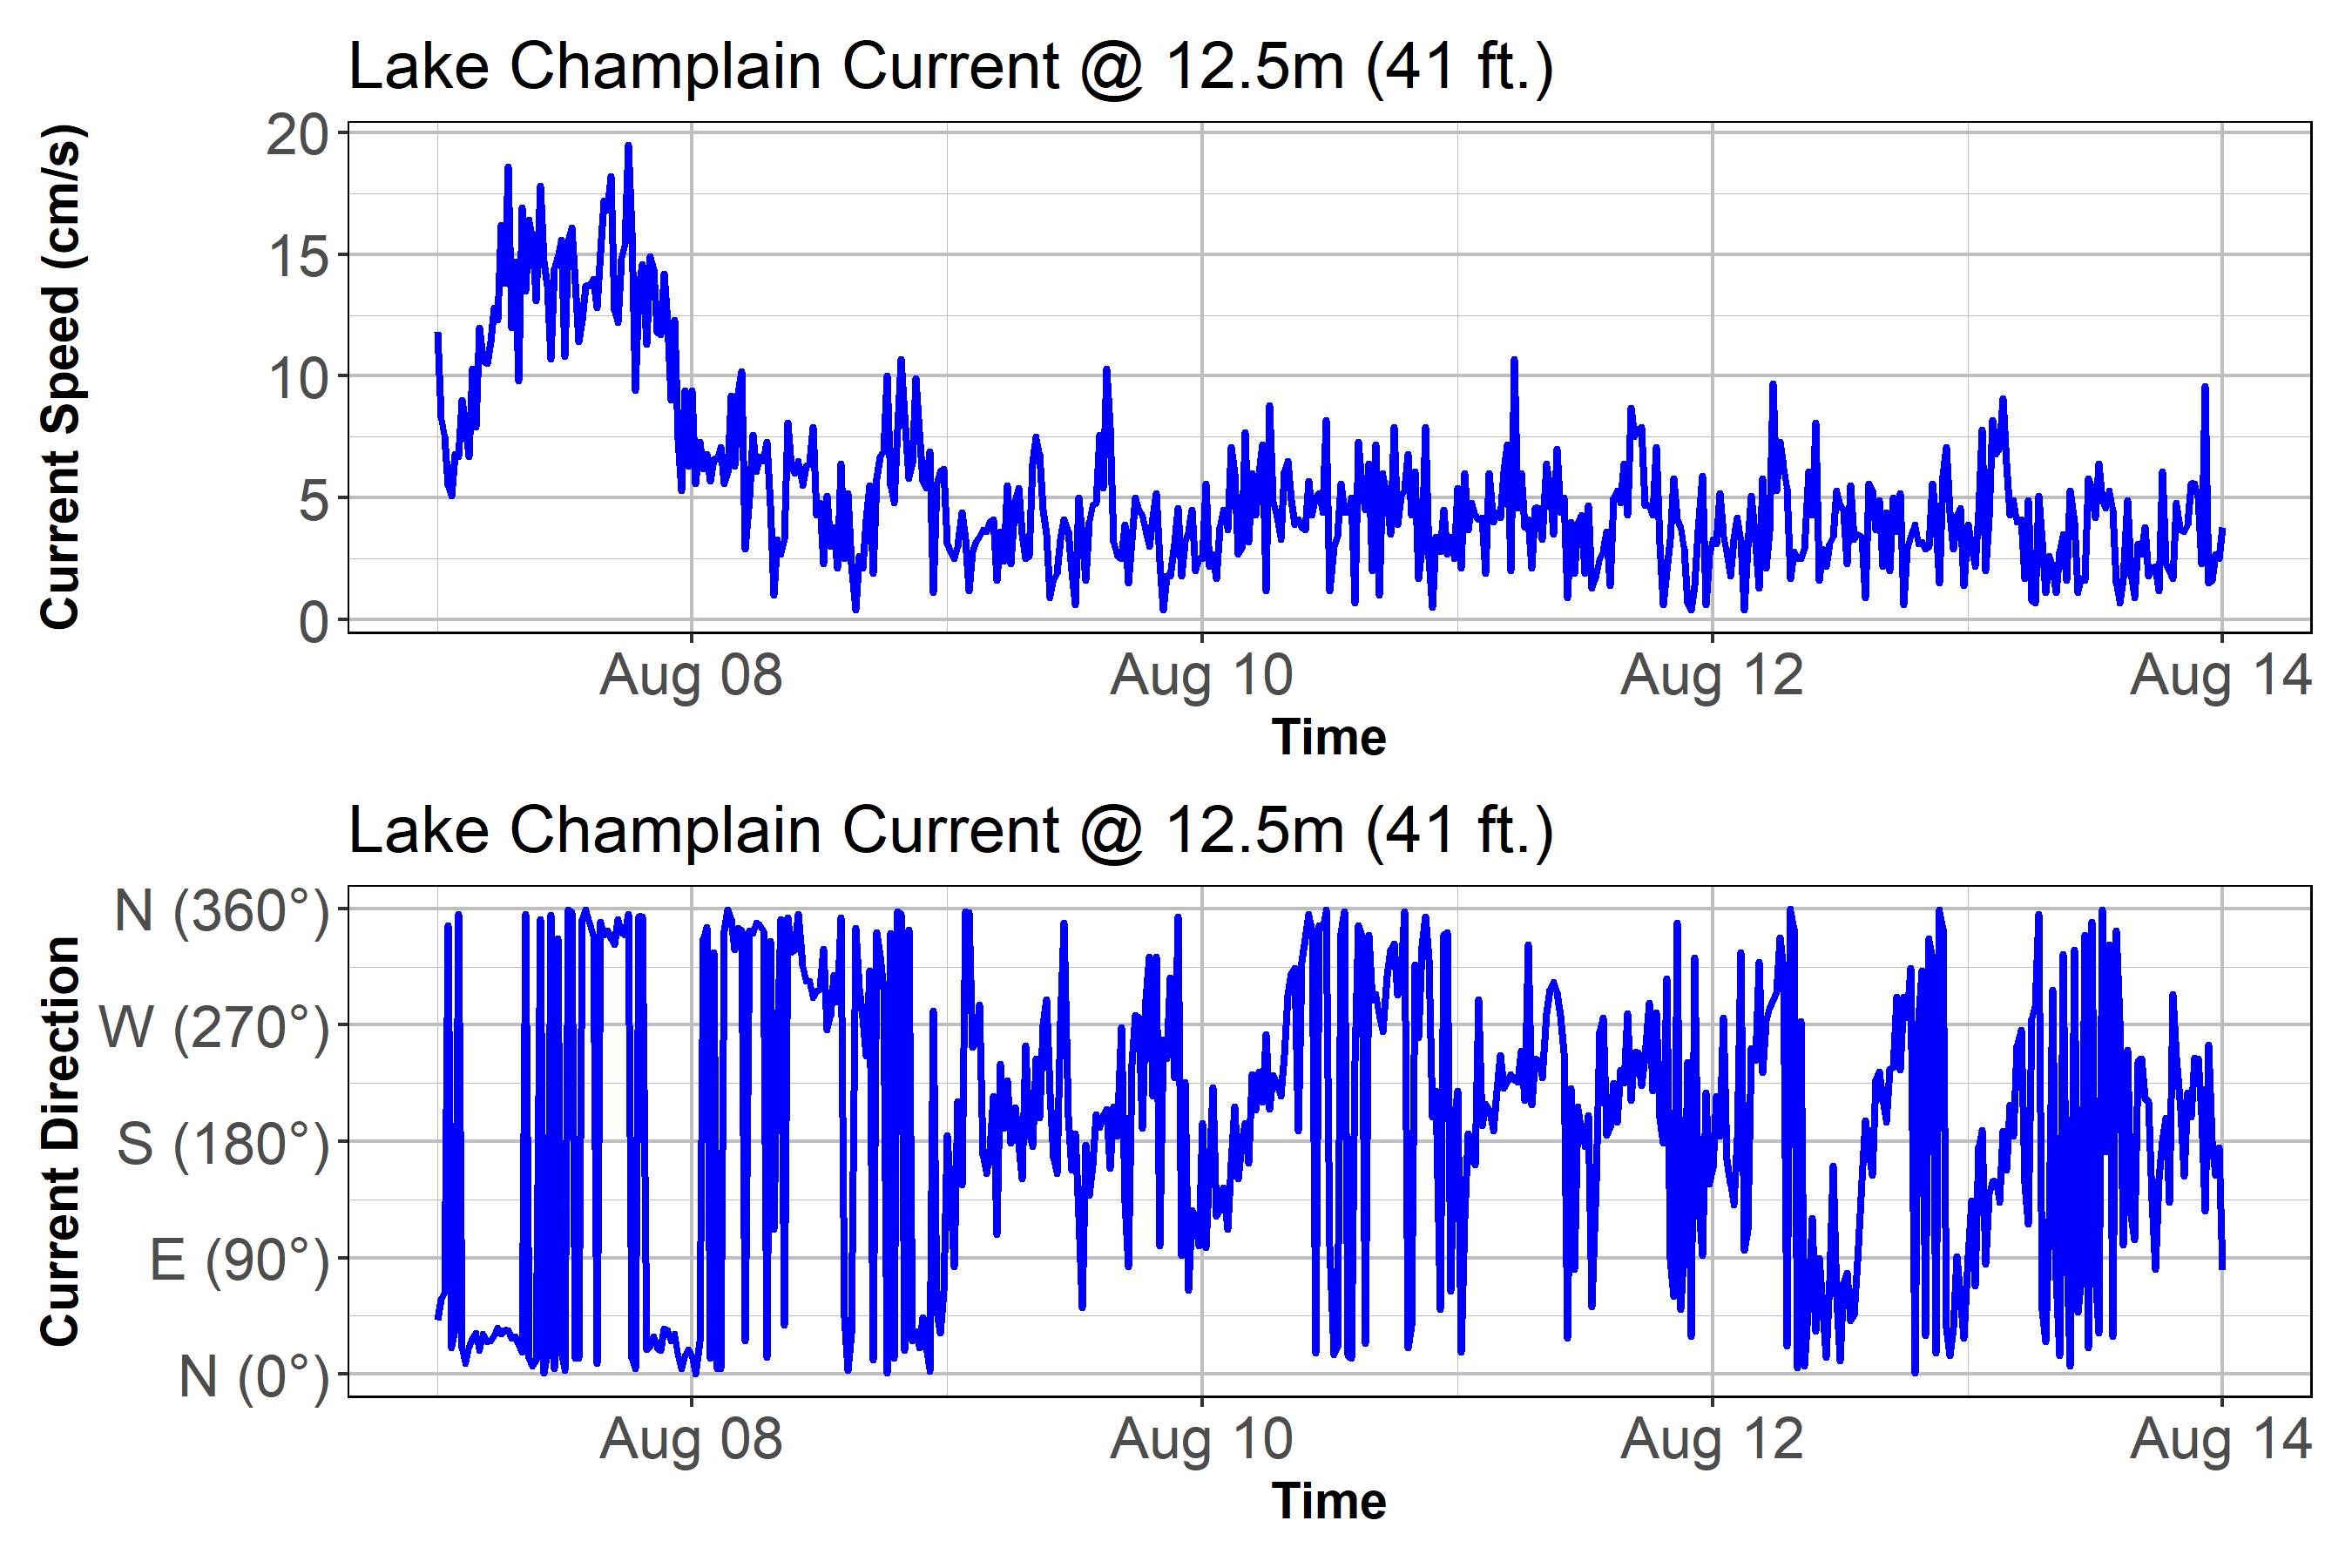 Lake Champlain Current @ 12.5m (41 ft.)
Current Speed (cm/s)
20
15
10
5
0
Aug 08 Aug 10 Aug 12 Aug 14
Time
Lake Champlain Current @ 12.5m (41 ft.)
Current Direction
N (360°)
W (270°)
S (180°)
E (90°)
N (0°)
Aug 08 Aug 10 Aug 12 Aug 14
Time